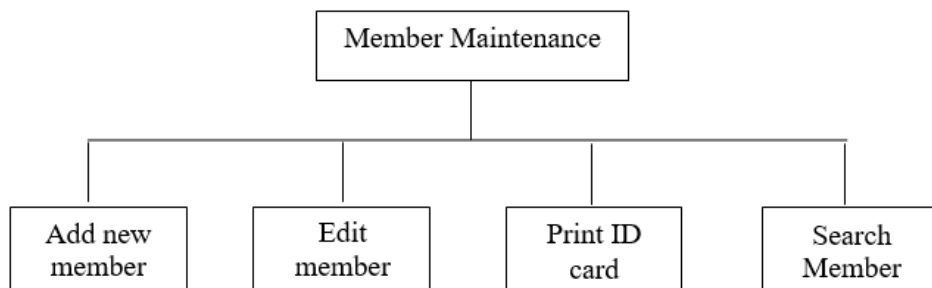 Member Maintenance
Add new
member
Edit
member
Print ID
card
Search
Member